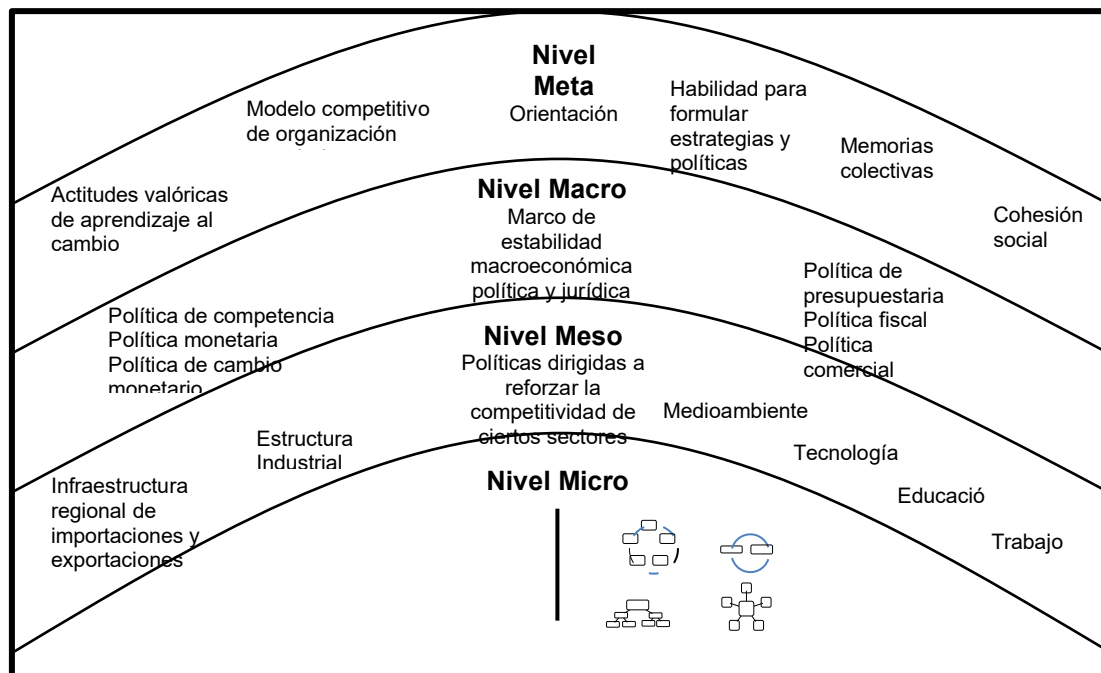 Nivel
Meta
Orientación
Modelo competitivo
de organización
Habilidad para
formular
estrategias y
políticas
Memorias
colectivas
Actitudes valóricas
de aprendizaje al
cambio
Cohesión
social
Nivel Macro
Marco de
estabilidad
macroeconómica
política y jurídica
Política de competencia
Política monetaria
Política de cambio
monetario
Política de
presupuestaria
Política fiscal
Política
comercial
Nivel Meso
Políticas dirigidas a
reforzar la
competitividad de
ciertos sectores
Medioambiente
Estructura
Industrial
Tecnología
Infraestructura
regional de
importaciones y
exportaciones
Educació
Trabajo
Nivel Micro